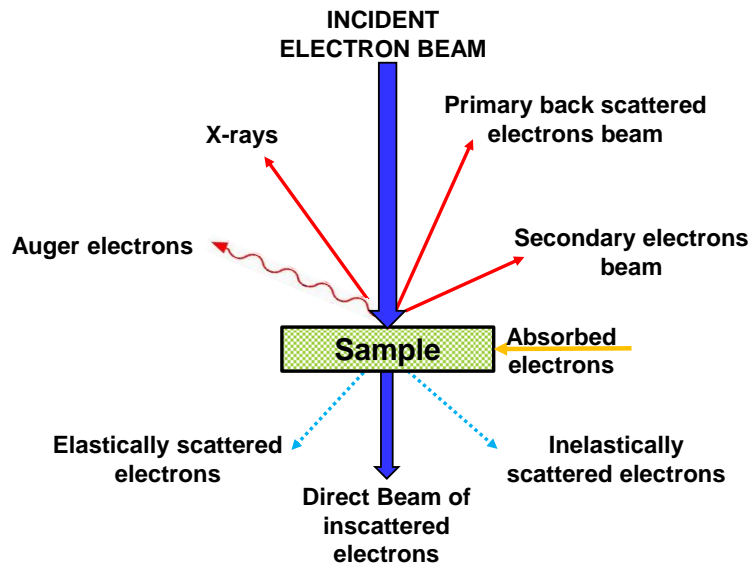 INCIDENT
ELECTRON BEAM
Primary back scattered
electrons beam
X-rays
Auger electrons
Secondary electrons
beam
Sample
Absorbed
electrons
Elastically scattered
electrons
Inelastically
scattered electrons
Direct Beam of
inscattered
electrons